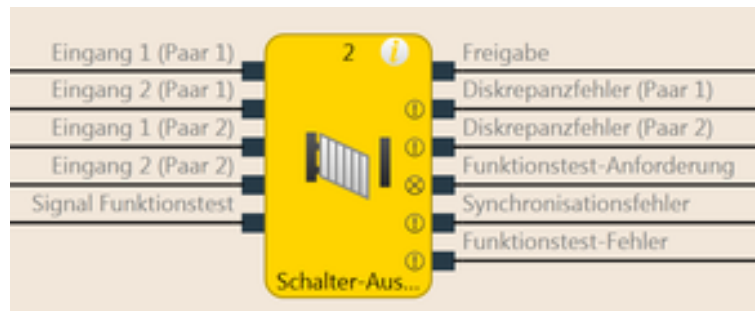 Eingang 1 (Paar 1)
Eingang 2 (Paar 1)
Eingang 1 (Paar 2)
Eingang 2 (Paar 2)
Signal Funktionstest
2
i
Schalter-Aus...
Freigabe
Diskrepanzfehler (Paar 1)
Diskrepanzfehler (Paar 2)
Funktionstest-Anforderung
Synchronisationsfehler
Funktionstest-Fehler